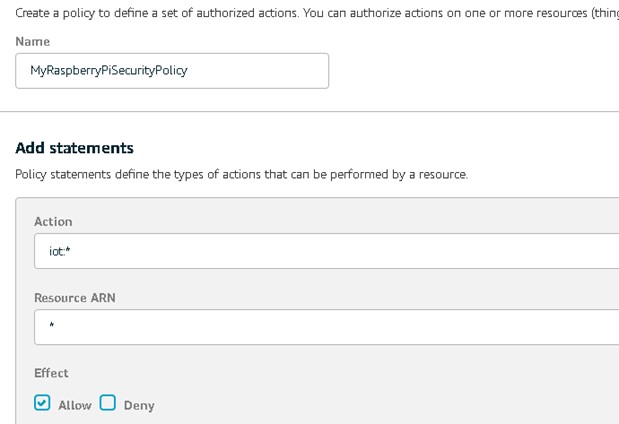 Create a policy to define a set of authorized actions. You can authorize actions on one or more resources (thing
Name
MyRaspberryPiSecurityPolicy
Add statements
Policy statements define the types of actions that can be performed by a resource.
Action
iot:*
Resource ARN
*
Effect
Allow Deny